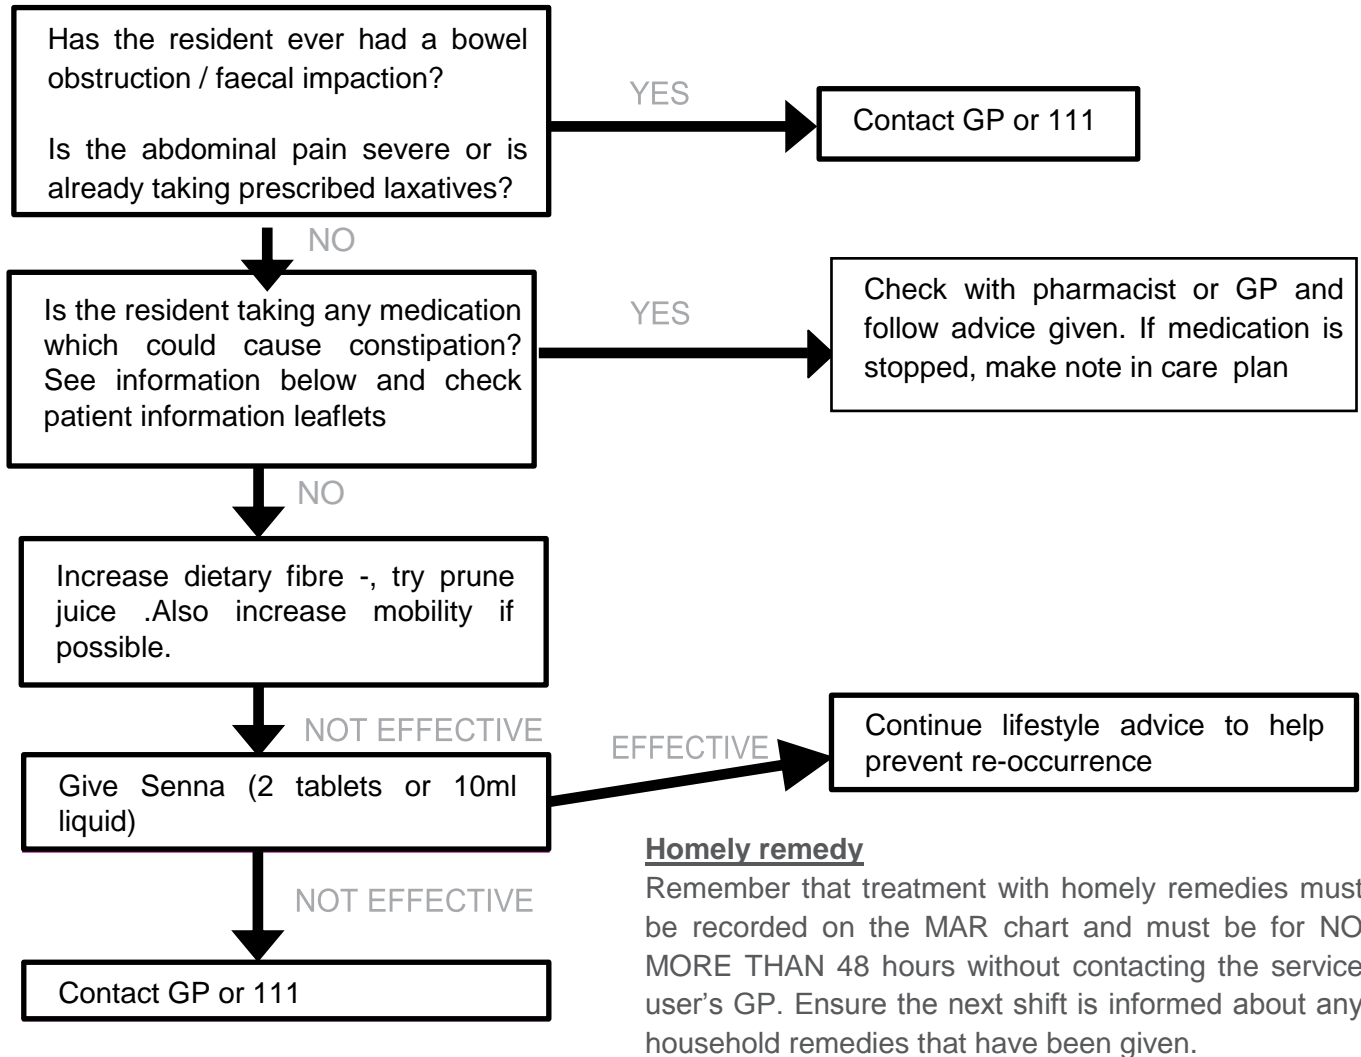 Has the resident ever had a bowel
obstruction / faecal impaction?
Is the abdominal pain severe or is
already taking prescribed laxatives?
YES
Contact GP or 111
NO
Is the resident taking any medication
which could cause constipation?
See information below and check
patient information leaflets
YES
Check with pharmacist or GP and
follow advice given. If medication is
stopped, make note in care plan
NO
Increase dietary fibre -, try prune
juice .Also increase mobility if
possible.
NOT EFFECTIVE
Give Senna (2 tablets or 10ml
liquid)
EFFECTIVE
Continue lifestyle advice to help
prevent re-occurrence
NOT EFFECTIVE
Contact GP or 111
Homely remedy
Remember that treatment with homely remedies must
be recorded on the MAR chart and must be for NO
MORE THAN 48 hours without contacting the service
user's GP. Ensure the next shift is informed about any
household remedies that have been given.